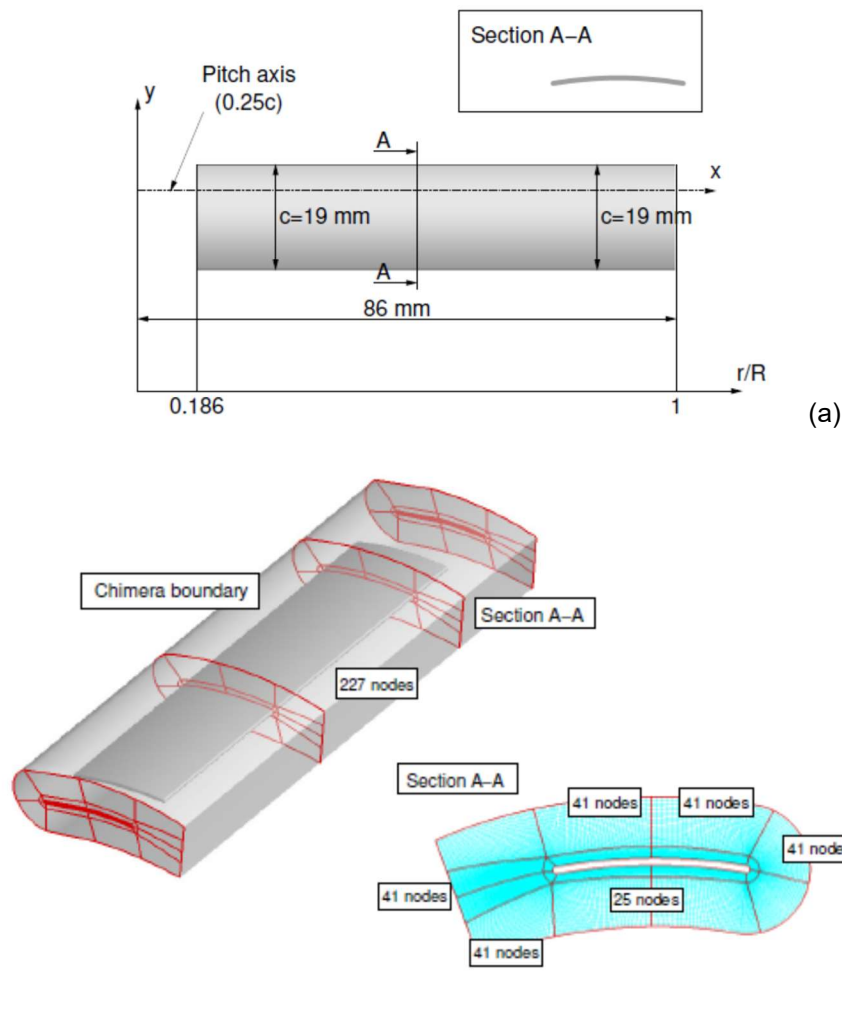 Section A–A
Pitch axis
(0.25c)
y
A
x
c=19 mm
c=19 mm
A
86 mm
r/R
0.186
1
(a)
Chimera boundary
Section A–A
227 nodes
Section A–A
41 nodes
41 nodes
41 node
41 nodes
25 nodes
41 nodes